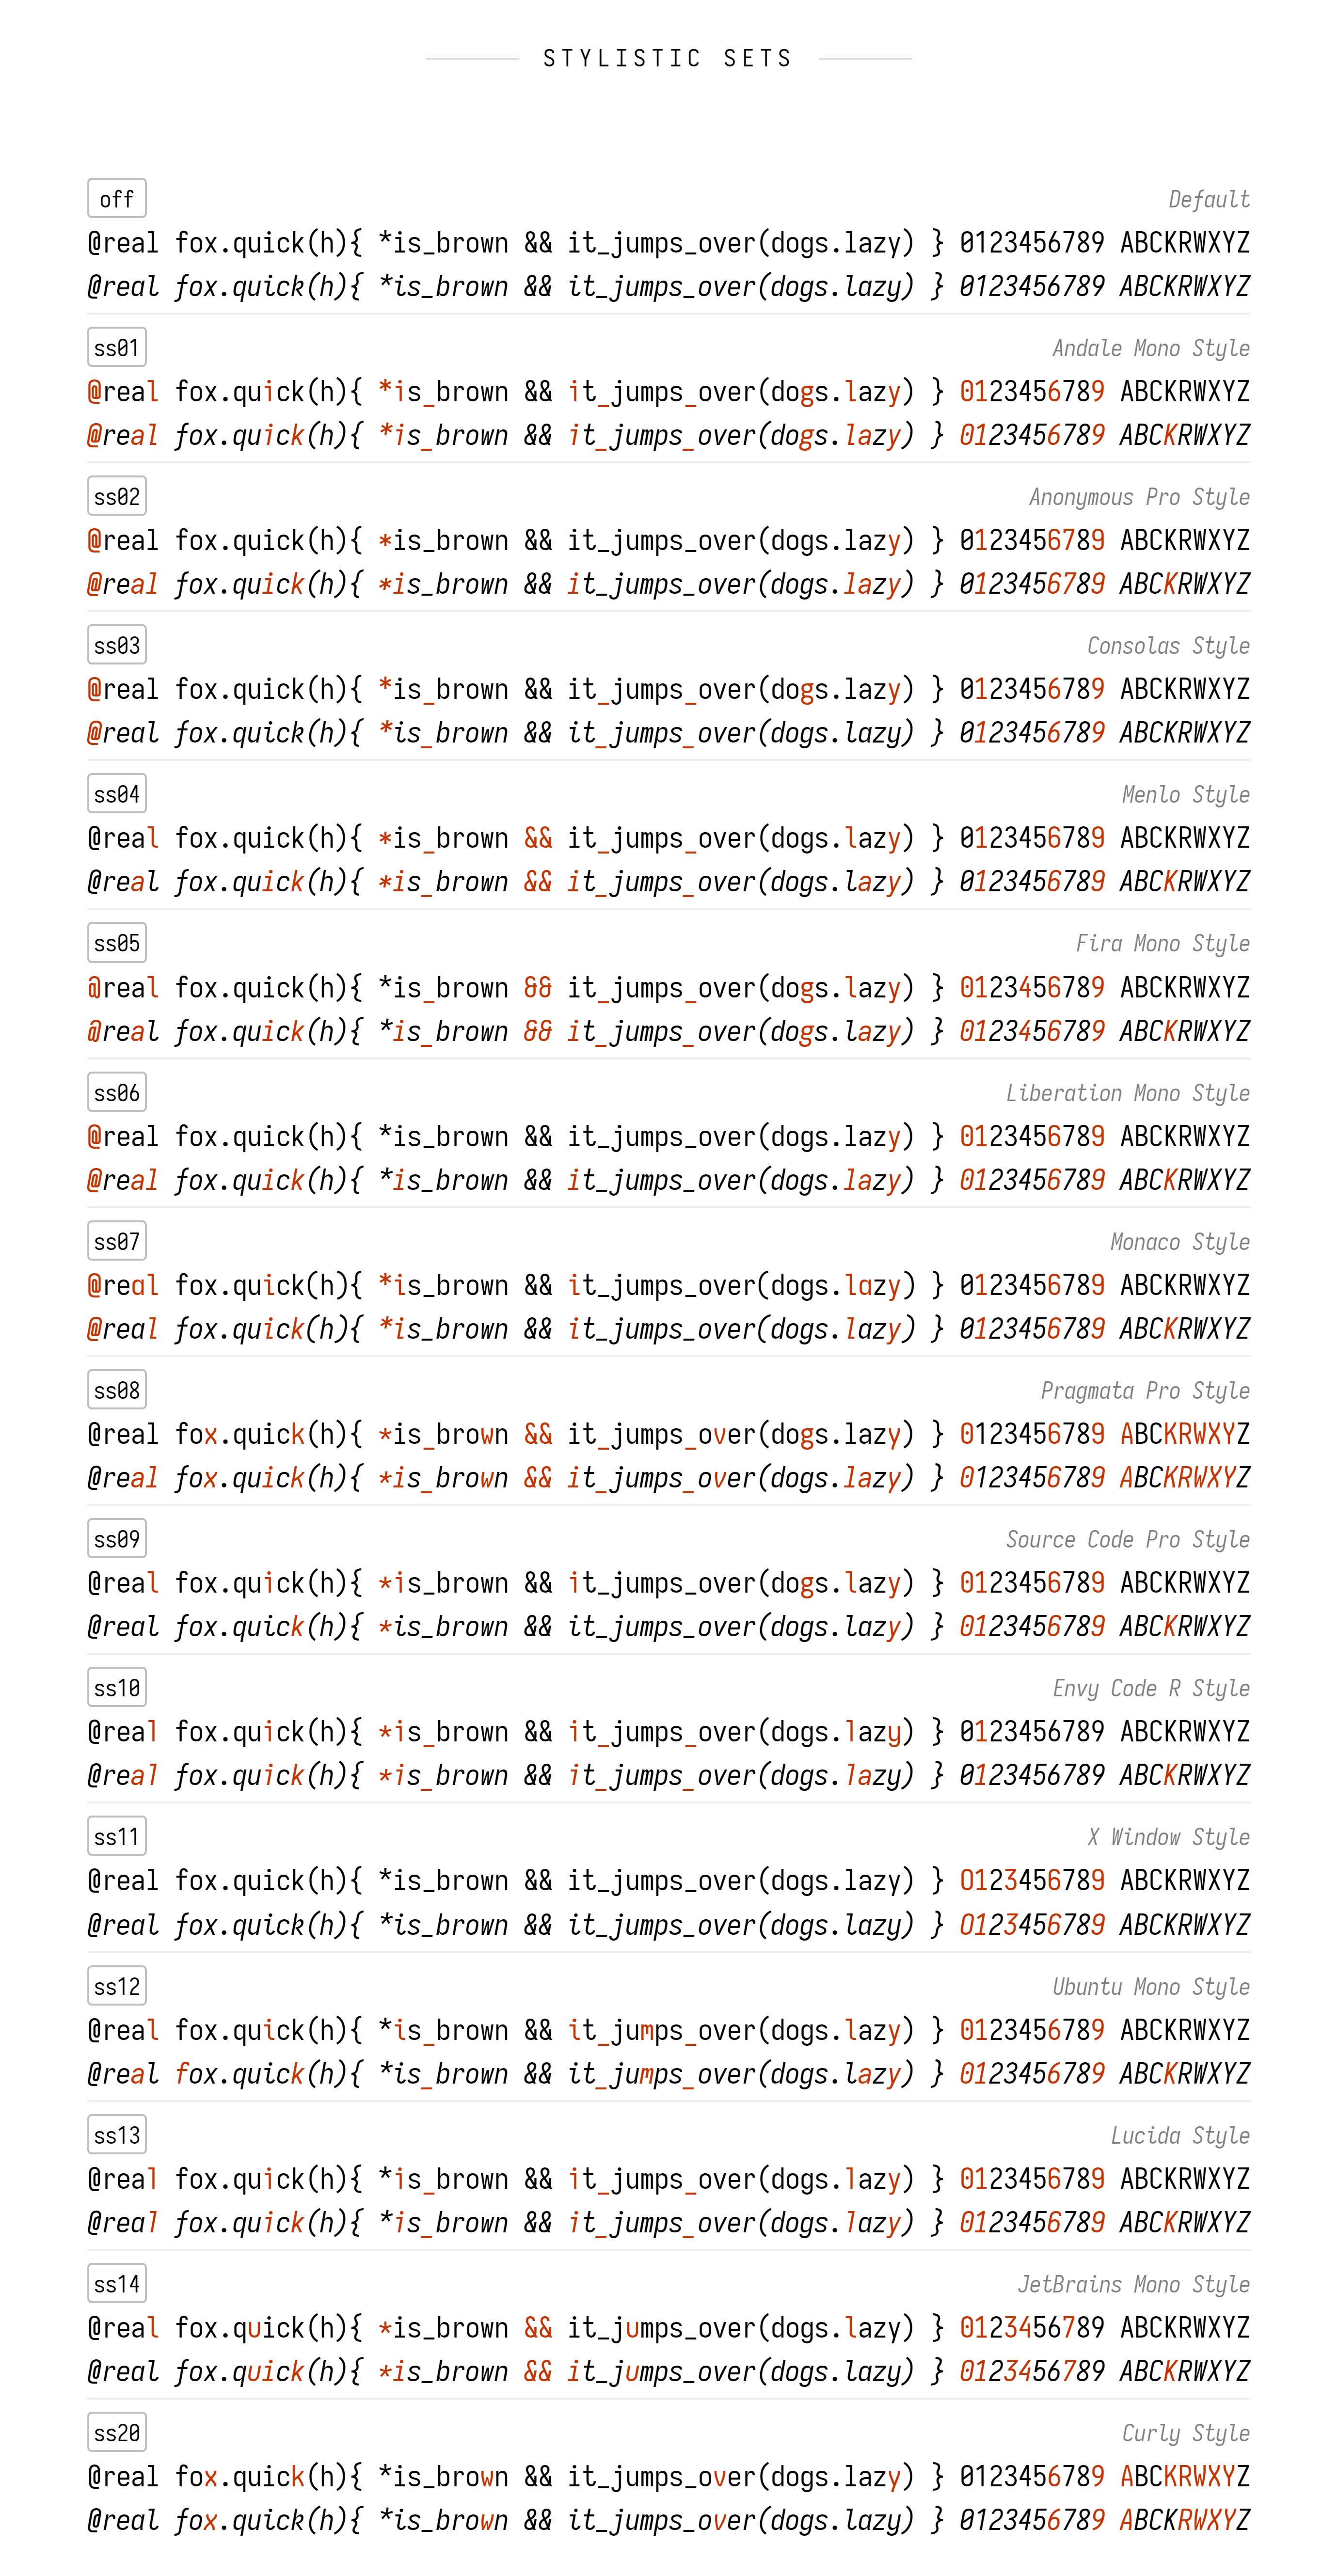 STYLISTIC SETS
off Default
@real fox.quick(h){ *is_brown && it_jumps_over(dogs.lazy) } 0123456789 ABCKRWXYZ
@real fox.quick(h){ *is_brown && it_jumps_over(dogs.lazy) } 0123456789 ABCKRWXYZ
ss01 Andale Mono Style
@real fox.quick(h){ *is_brown && it_jumps_over(dogs.lazy) } 0123456789 ABCKRWXYZ
@real fox.quick(h){ *is_brown && it_jumps_over(dogs.lazy) } 0123456789 ABCKRWXYZ
ss02 Anonymous Pro Style
@real fox.quick(h){ *is_brown && it_jumps_over(dogs.lazy) } 0123456789 ABCKRWXYZ
@real fox.quick(h){ *is_brown && it_jumps_over(dogs.lazy) } 0123456789 ABCKRWXYZ
ss03 Consolas Style
@real fox.quick(h){ *is_brown && it_jumps_over(dogs.lazy) } 0123456789 ABCKRWXYZ
@real fox.quick(h){ *is_brown && it_jumps_over(dogs.lazy) } 0123456789 ABCKRWXYZ
ss04 Menlo Style
@real fox.quick(h){ *is_brown && it_jumps_over(dogs.lazy) } 0123456789 ABCKRWXYZ
@real fox.quick(h){ *is_brown && it_jumps_over(dogs.lazy) } 0123456789 ABCKRWXYZ
ss05 Fira Mono Style
@real fox.quick(h){ *is_brown && it_jumps_over(dogs.lazy) } 0123456789 ABCKRWXYZ
@real fox.quick(h){ *is_brown && it_jumps_over(dogs.lazy) } 0123456789 ABCKRWXYZ
ss06 Liberation Mono Style
@real fox.quick(h){ *is_brown && it_jumps_over(dogs.lazy) } 0123456789 ABCKRWXYZ
@real fox.quick(h){ *is_brown && it_jumps_over(dogs.lazy) } 0123456789 ABCKRWXYZ
ss07 Monaco Style
@real fox.quick(h){ *is_brown && it_jumps_over(dogs.lazy) } 0123456789 ABCKRWXYZ
@real fox.quick(h){ *is_brown && it_jumps_over(dogs.lazy) } 0123456789 ABCKRWXYZ
ss08 Pragmata Pro Style
@real fox.quick(h){ *is_brown && it_jumps_over(dogs.lazy) } 0123456789 ABCKRWXYZ
@real fox.quick(h){ *is_brown && it_jumps_over(dogs.lazy) } 0123456789 ABCKRWXYZ
ss09 Source Code Pro Style
@real fox.quick(h){ *is_brown && it_jumps_over(dogs.lazy) } 0123456789 ABCKRWXYZ
@real fox.quick(h){ *is_brown && it_jumps_over(dogs.lazy) } 0123456789 ABCKRWXYZ
ss10 Envy Code R Style
@real fox.quick(h){ *is_brown && it_jumps_over(dogs.lazy) } 0123456789 ABCKRWXYZ
@real fox.quick(h){ *is_brown && it_jumps_over(dogs.lazy) } 0123456789 ABCKRWXYZ
ss11 X Window Style
@real fox.quick(h){ *is_brown && it_jumps_over(dogs.lazy) } 0123456789 ABCKRWXYZ
@real fox.quick(h){ *is_brown && it_jumps_over(dogs.lazy) } 0123456789 ABCKRWXYZ
ss12 Ubuntu Mono Style
@real fox.quick(h){ *is_brown && it_jumps_over(dogs.lazy) } 0123456789 ABCKRWXYZ
@real fox.quick(h){ *is_brown && it_jumps_over(dogs.lazy) } 0123456789 ABCKRWXYZ
ss13 Lucida Style
@real fox.quick(h){ *is_brown && it_jumps_over(dogs.lazy) } 0123456789 ABCKRWXYZ
@real fox.quick(h){ *is_brown && it_jumps_over(dogs.lazy) } 0123456789 ABCKRWXYZ
ss14 JetBrains Mono Style
@real fox.quick(h){ *is_brown && it_jumps_over(dogs.lazy) } 0123456789 ABCKRWXYZ
@real fox.quick(h){ *is_brown && it_jumps_over(dogs.lazy) } 0123456789 ABCKRWXYZ
ss20 Curly Style
@real fox.quick(h){ *is_brown && it_jumps_over(dogs.lazy) } 0123456789 ABCKRWXYZ
@real fox.quick(h){ *is_brown && it_jumps_over(dogs.lazy) } 0123456789 ABCKRWXYZ